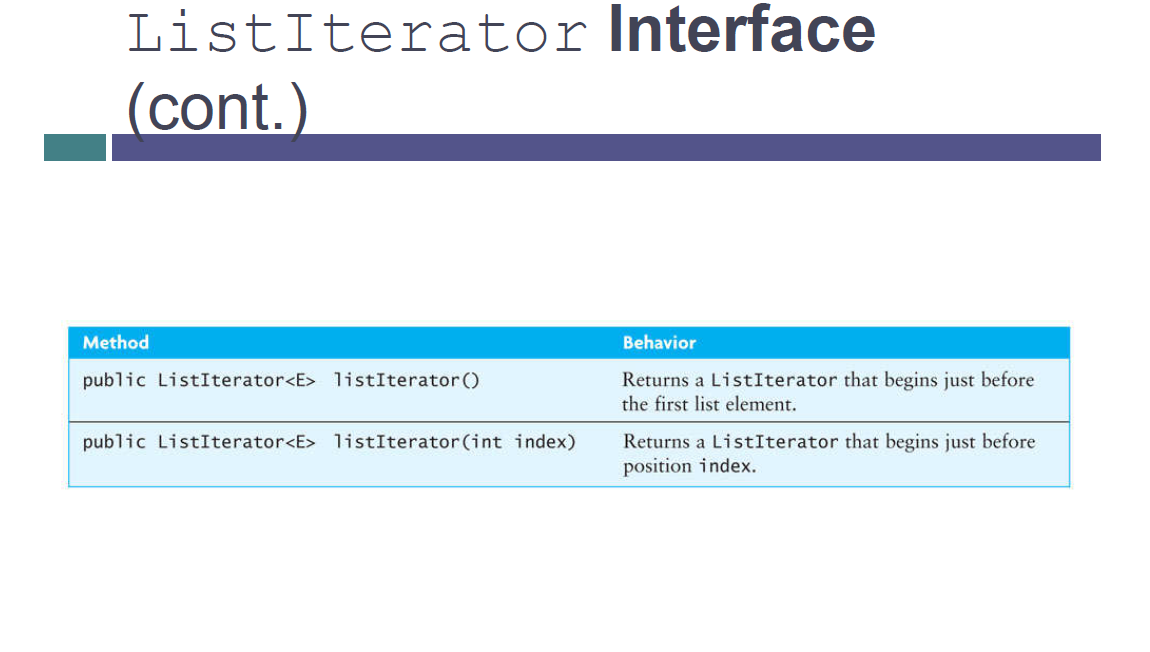 ListIterator Interface
(cont.)
Method Behavior
public ListIterator<E> listIterator() Returns a ListIterator that begins just before
the first list element.
public ListIterator<E> listIterator(int index) Returns a ListIterator that begins just before
position index.